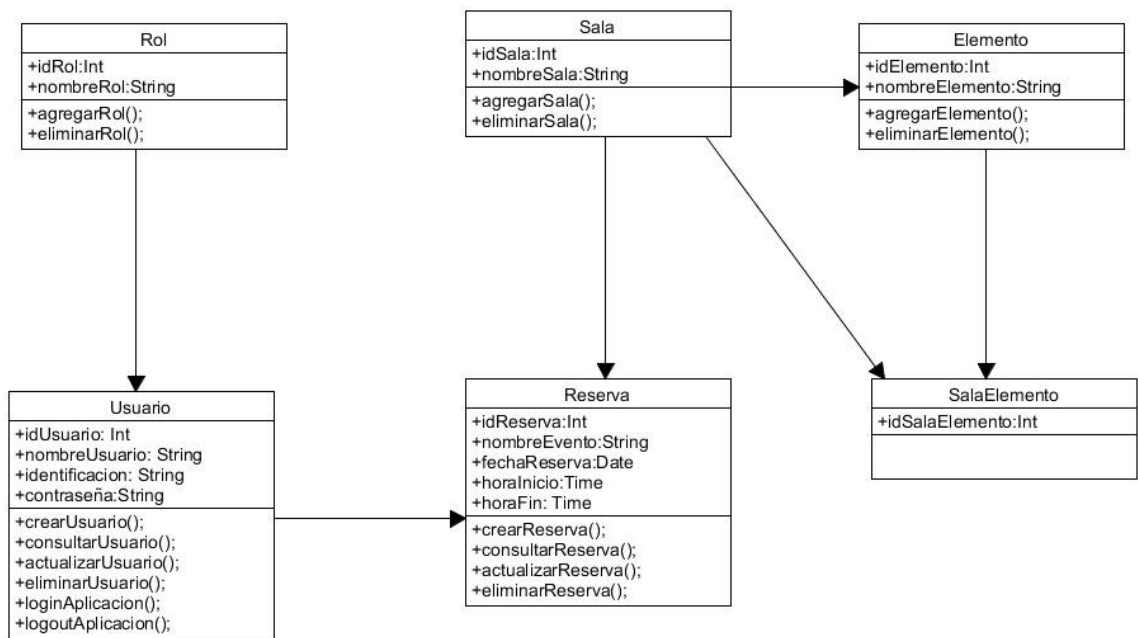 Rol
+idRol:Int
+nombreRol:String
+agregarRol();
+eliminarRol();
Sala
+idSala:Int
+nombreSala:String
+agregarSala();
+eliminarSala();
Elemento
+idElemento:Int
+nombreElemento:String
+agregarElemento();
+eliminarElemento();
Usuario
+idUsuario: Int
+nombreUsuario: String
+identificacion: String
+contraseña:String
+crearUsuario();
+consultarUsuario();
+actualizarUsuario();
+eliminarUsuario();
+loginAplicacion();
+logoutAplicacion();
Reserva
+idReserva:Int
+nombreEvento:String
+fechaReserva:Date
+horaInicio:Time
+horaFin: Time
+crearReserva();
+consultarReserva();
+actualizarReserva();
+eliminarReserva();
SalaElemento
+idSalaElemento:Int